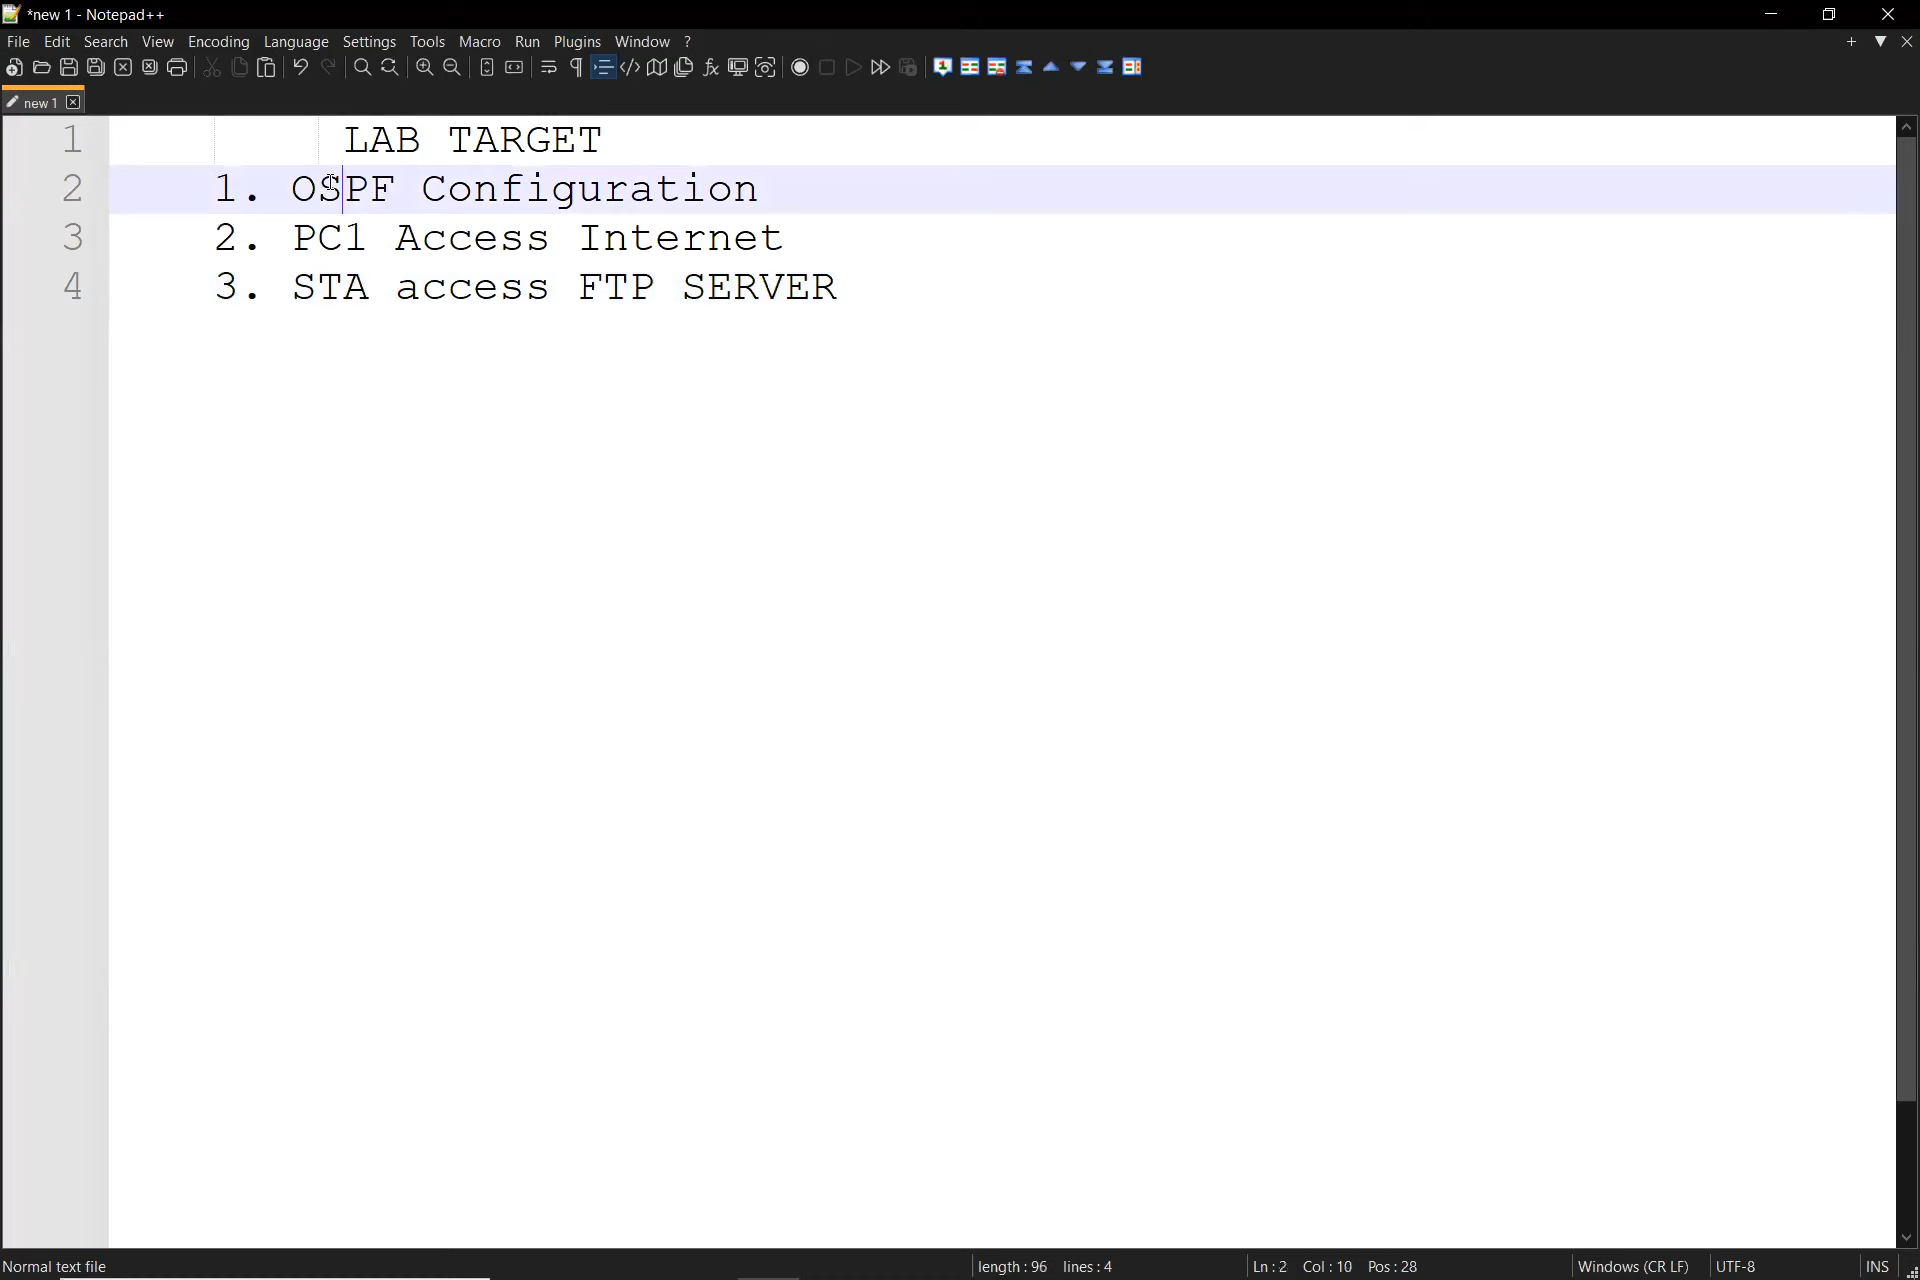 *new 1 - Notepad++
File Edit Search View Encoding Language Settings Tools Macro Run Plugins Window ?
new 1
1 LAB TARGET
2 1. OSPF Configuration
3 2. PC1 Access Internet
4 3. STA access FTP SERVER
Normal text file length : 96 lines : 4 Ln : 2 Col : 10 Pos : 28 Windows (CR LF) UTF-8 INS